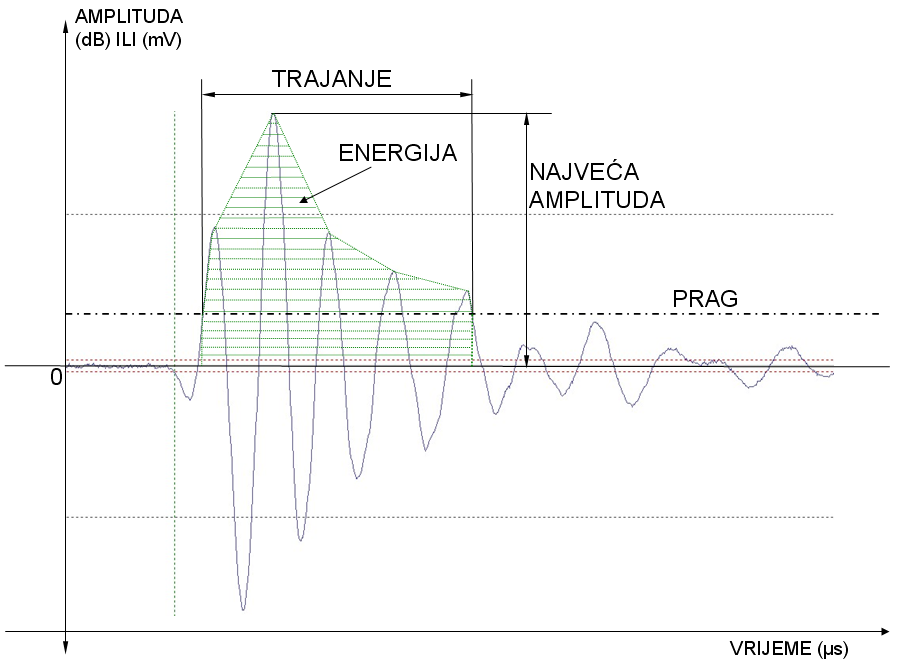 AMPLITUDA
(dB) ILI (mV)
TRAJANJE
ENERGIJA
NAJVEĆA
AMPLITUDA
PRAG
0
VRIJEME (µs)